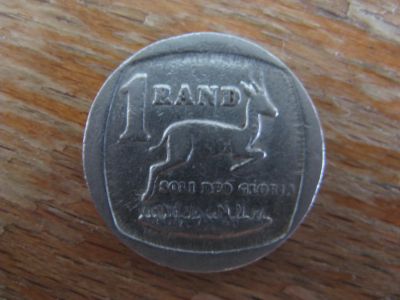 1 RAND
SOLI DEO GLORIA